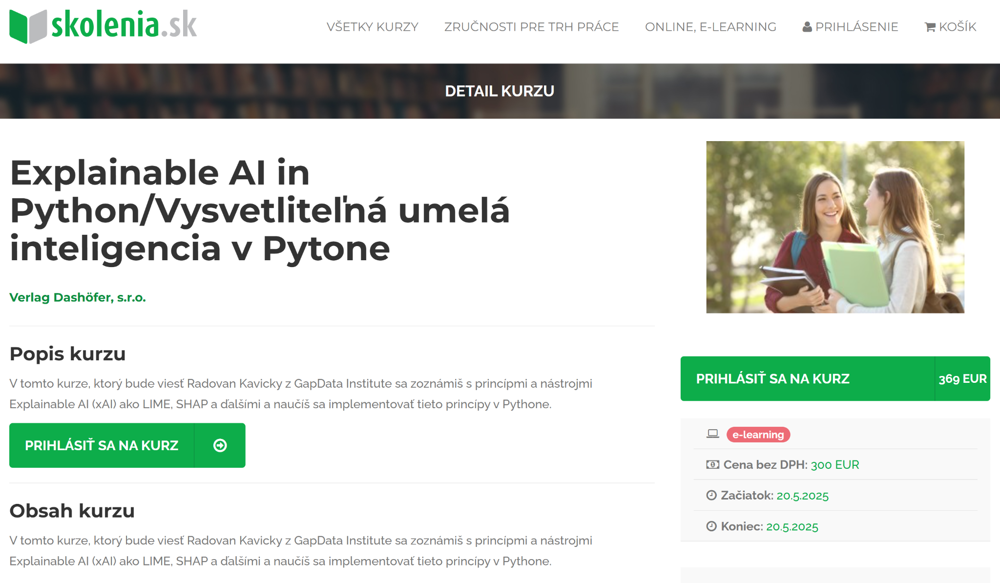 skolenia.sk
VŠETKY KURZY
ZRUČNOSTI PRE TRH PRÁCE
ONLINE, E-LEARNING
PRIHLÁSENIE
KOŠÍK
DETAIL KURZU
Explainable AI in
Python/Vysvetliteľná umelá
inteligencia v Pytone
Verlag Dashöfer, s.r.o.
Popis kurzu
V tomto kurze, ktorý bude viesť Radovan Kavicky z GapData Institute sa zoznámiš s princípmi a nástrojmi
Explainable AI (xAI) ako LIME, SHAP a ďalšími a naučíš sa implementovať tieto princípy v Pythone.
PRIHLÁSIŤ SA NA KURZ
Obsah kurzu
V tomto kurze, ktorý bude viesť Radovan Kavicky z GapData Institute sa zoznámiš s princípmi a nástrojmi
Explainable AI (xAI) ako LIME, SHAP a ďalšími a naučíš sa implementovať tieto princípy v Pythone.
PRIHLÁSIŤ SA NA KURZ 369 EUR
e-learning
Cena bez DPH: 300 EUR
Začiatok: 20.5.2025
Koniec: 20.5.2025